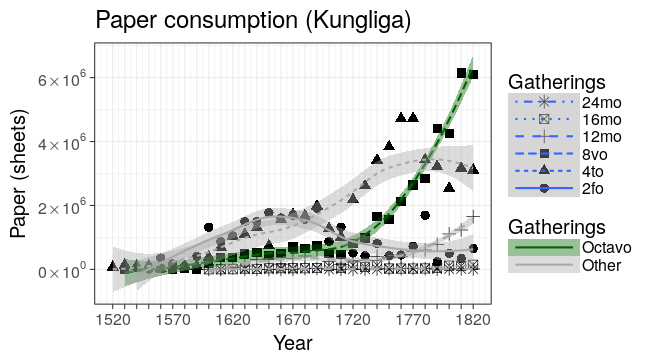 Paper consumption (Kungliga)
Paper (sheets)
6×10⁶
4×10⁶
2×10⁶
0×10⁰
1520 1570 1620 1670 1720 1770 1820
Year
Gatherings
24mo
16mo
12mo
8vo
4to
2fo
Gatherings
Octavo
Other